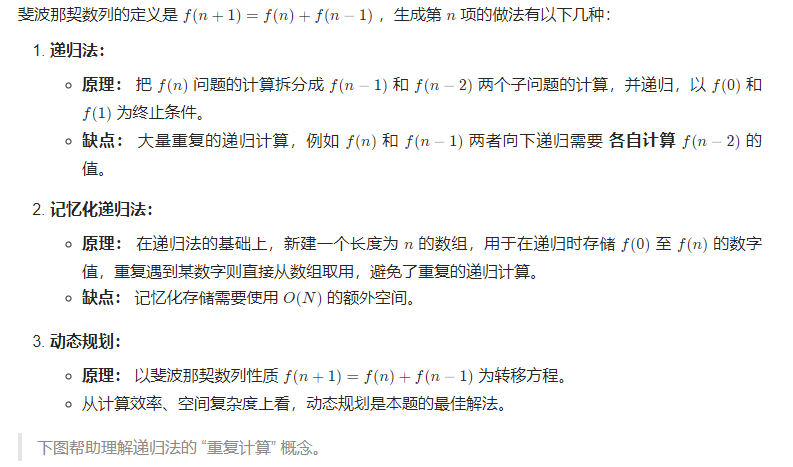 斐波那契数列的定义是 f(n + 1) = f(n) + f(n − 1) ，生成第 n 项的做法有以下几种：
1. 递归法：
原理： 把 f(n) 问题的计算拆分成 f(n − 1) 和 f(n − 2) 两个子问题的计算，并递归，以 f(0) 和
f(1) 为终止条件。
缺点： 大量重复的递归计算，例如 f(n) 和 f(n − 1) 两者向下递归需要 各自计算 f(n − 2) 的
值。
2. 记忆化递归法：
原理： 在递归法的基础上，新建一个长度为 n 的数组，用于在递归时存储 f(0) 至 f(n) 的数字
值，重复遇到某数字则直接从数组取用，避免了重复的递归计算。
缺点： 记忆化存储需要使用 O(N) 的额外空间。
3. 动态规划：
原理： 以斐波那契数列性质 f(n + 1) = f(n) + f(n − 1) 为转移方程。
从计算效率、空间复杂度上看，动态规划是本题的最佳解法。
下图帮助理解递归法的 “重复计算” 概念。